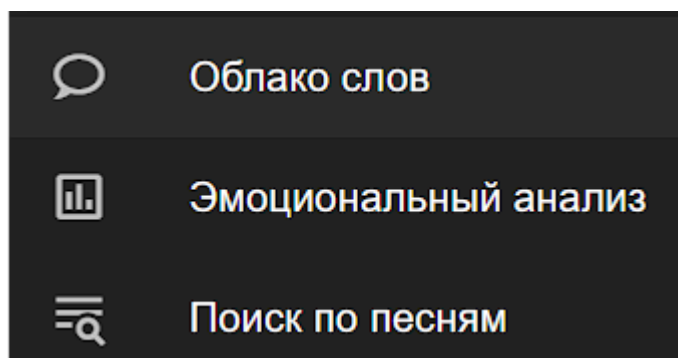 Облако слов
Эмоциональный анализ
Поиск по песням